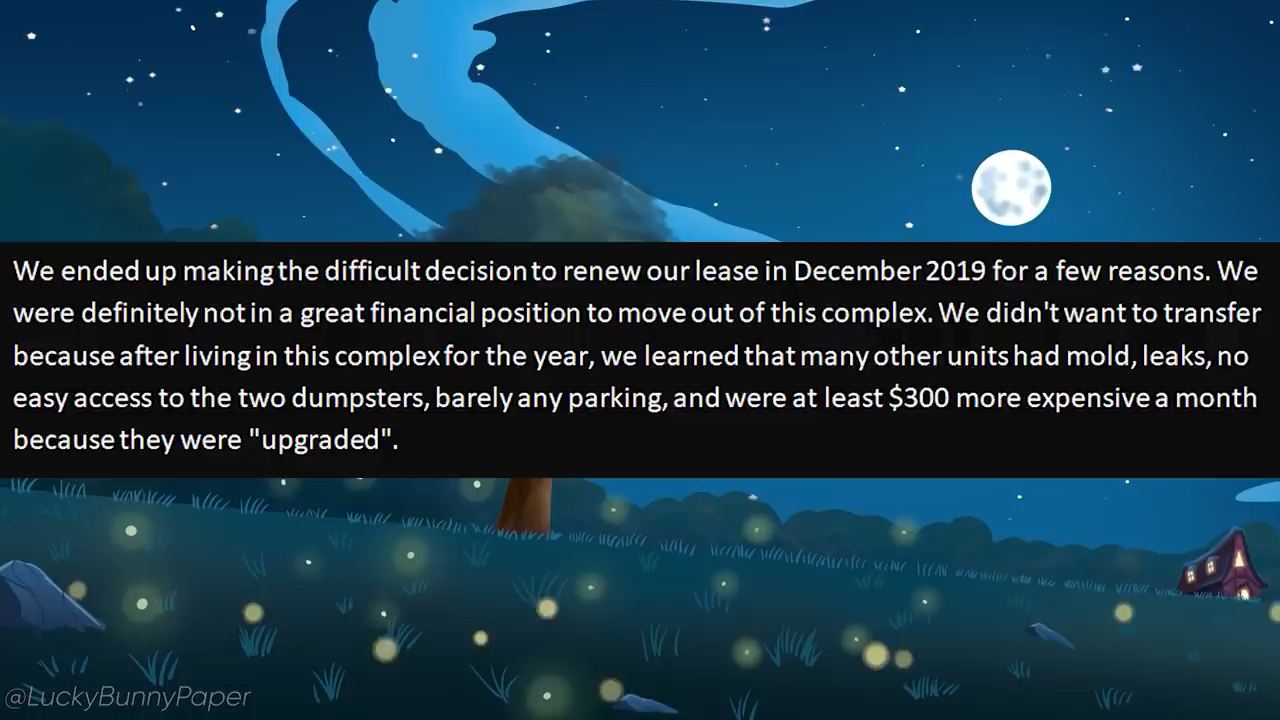 We ended up making the difficult decision to renew our lease in December 2019 for a few reasons. We
were definitely not in a great financial position to move out of this complex. We didn't want to transfer
because after living in this complex for the year, we learned that many other units had mold, leaks, no
easy access to the two dumpsters, barely any parking, and were at least $300 more expensive a month
because they were "upgraded".
@LuckyBunnyPaper